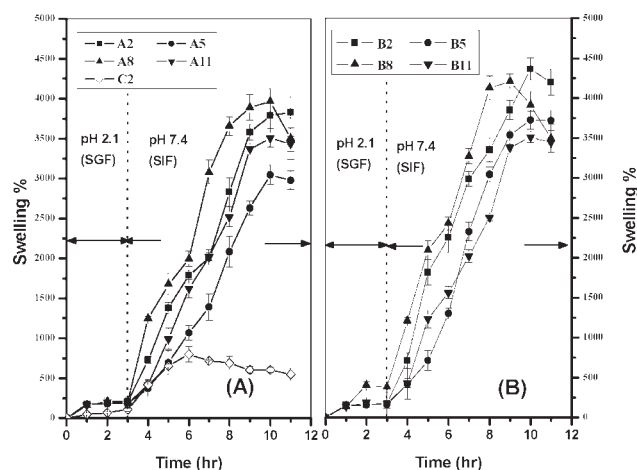 A
A2 A5
A8 A11
C2
pH 2.1
(SGF)
pH 7.4
(SIF)
(A)
Swelling %
5000
4500
4000
3500
3000
2500
2000
1500
1000
500
0
0 2 4 6 8 10 12
Time (hr)
B
B2 B5
B8 B11
pH 2.1
(SGF)
pH 7.4
(SIF)
(B)
0 2 4 6 8 10 12
Time (hr)
5000
4500
4000
3500
3000
2500
2000
1500
1000
500
0
Swelling %